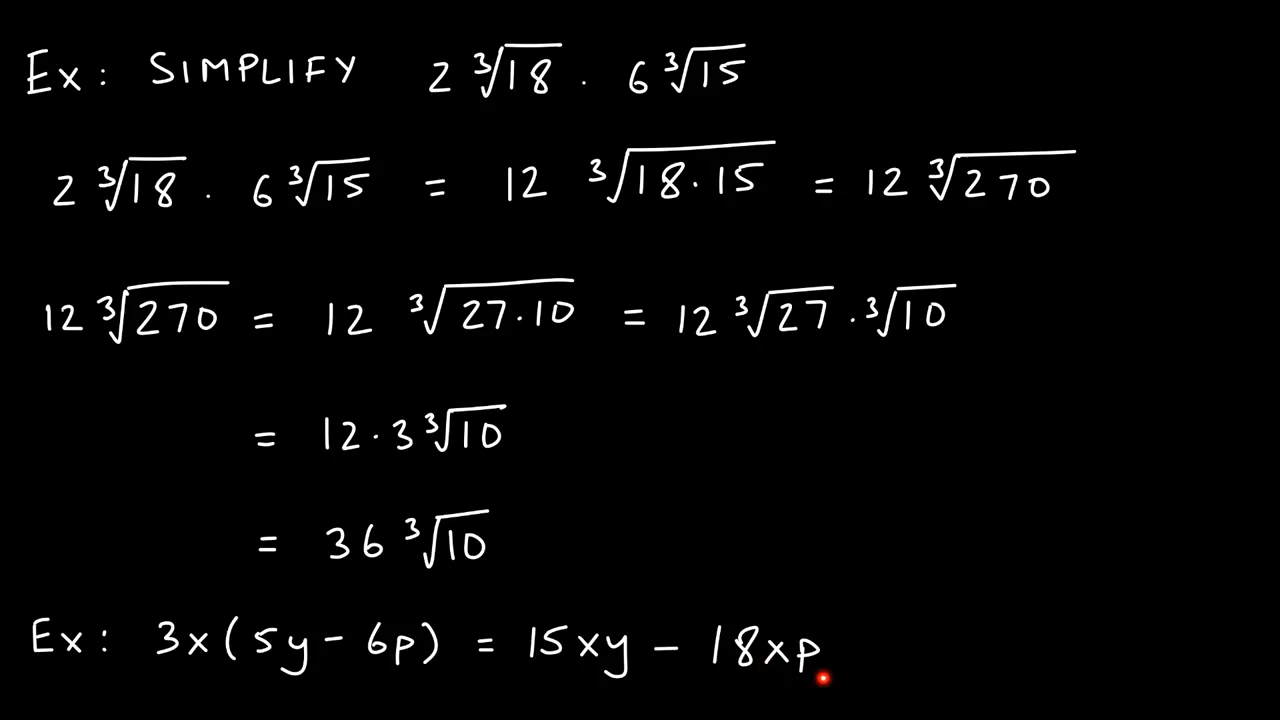 Ex: SIMPLIFY 2 ∛18 · 6 ∛15
2 ∛18 · 6 ∛15 = 12 ∛18·15 = 12 ∛270
12 ∛270 = 12 ∛27·10 = 12 ∛27 · ∛10
= 12·3 ∛10
= 36 ∛10
Ex: 3x(5y - 6p) = 15xy - 18xp